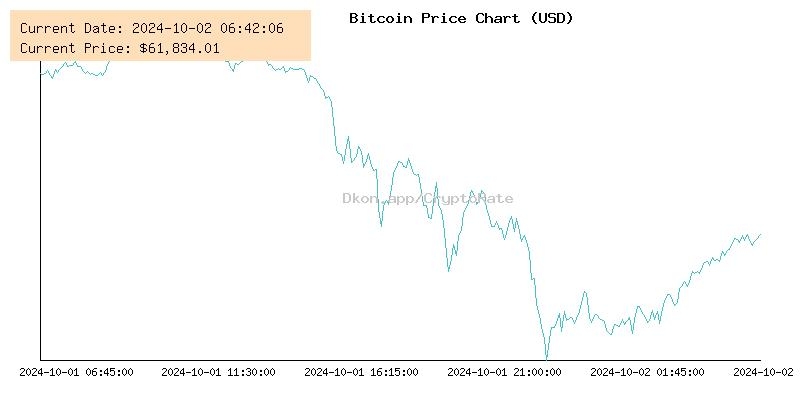 Bitcoin Price Chart (USD)
Current Date: 2024-10-02 06:42:06
Current Price: $61,834.01
Dkon.app/CryptoRate
2024-10-01 06:45:00 2024-10-01 11:30:00 2024-10-01 16:15:00 2024-10-01 21:00:00 2024-10-02 01:45:00 2024-10-02